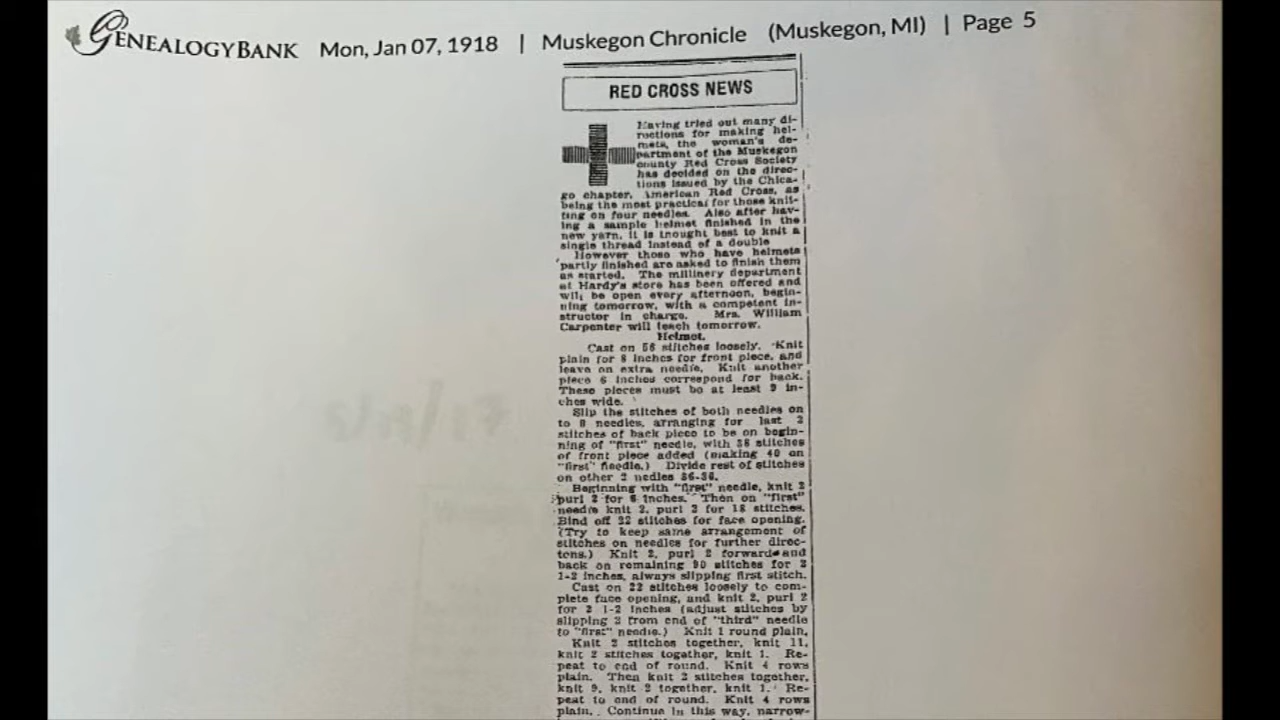 GENEALOGYBANK Mon, Jan 07, 1918 | Muskegon Chronicle (Muskegon, MI) | Page 5
RED CROSS NEWS
Having tried out many di-
rections for making hel-
mets, the woman's de-
partment of the Muskegon
county Red Cross Society
has decided on the direc-
tions issued by the Chica-
go chapter, American Red Cross, as
being the most practical for those knit-
ting on four needles. Also after hav-
ing a sample helmet finished in the
new yarn, it is thought best to knit a
single thread instead of a double
However those who have helmets
partly finished are asked to finish them
as started. The millinery department
at Hardy's store has been offered and
will be open every afternoon, begin-
ning tomorrow, with a competent in-
structor in charge. Mrs. William
Carpenter will teach tomorrow.
Helmet.
Cast on 56 stitches loosely. Knit
plain for 8 inches for front piece, and
leave on extra needle. Knit another
piece 6 inches correspond for back.
These pieces must be at least 9 in-
ches wide.
Slip the stitches of both needles on
to 3 needles, arranging for last 2
stitches of back piece to be on begin-
ning of "first" needle, with 38 stitches
of front piece added (making 40 on
"first" needle.) Divide rest of stitches
on other 2 nedles 36-36.
Beginning with "first" needle, knit 2
purl 2 for 6 inches. Then on "first"
needle knit 2, purl 2 for 18 stitches.
Bind off 22 stitches for face opening.
(Try to keep same arrangement of
stitches on needles for further direc-
tons.) Knit 2, purl 2 forward and
back on remaining 90 stitches for 2
1-2 inches, always slipping first stitch.
Cast on 22 stitches loosely to com-
plete face opening, and knit 2, purl 2
for 2 1-2 inches (adjust stitches by
slipping 2 from end of "third" needle
to "first" needle.) Knit 1 round plain,
Knit 2 stitches together, knit 11,
knit 2 stitches together, knit 1. Re-
peat to end of round. Knit 4 rows
plain. Then knit 2 stitches together,
knit 9, knit 2 together, knit 1. Re-
peat to end of round. Knit 4 rows
plain. Continue in this way, narrow-